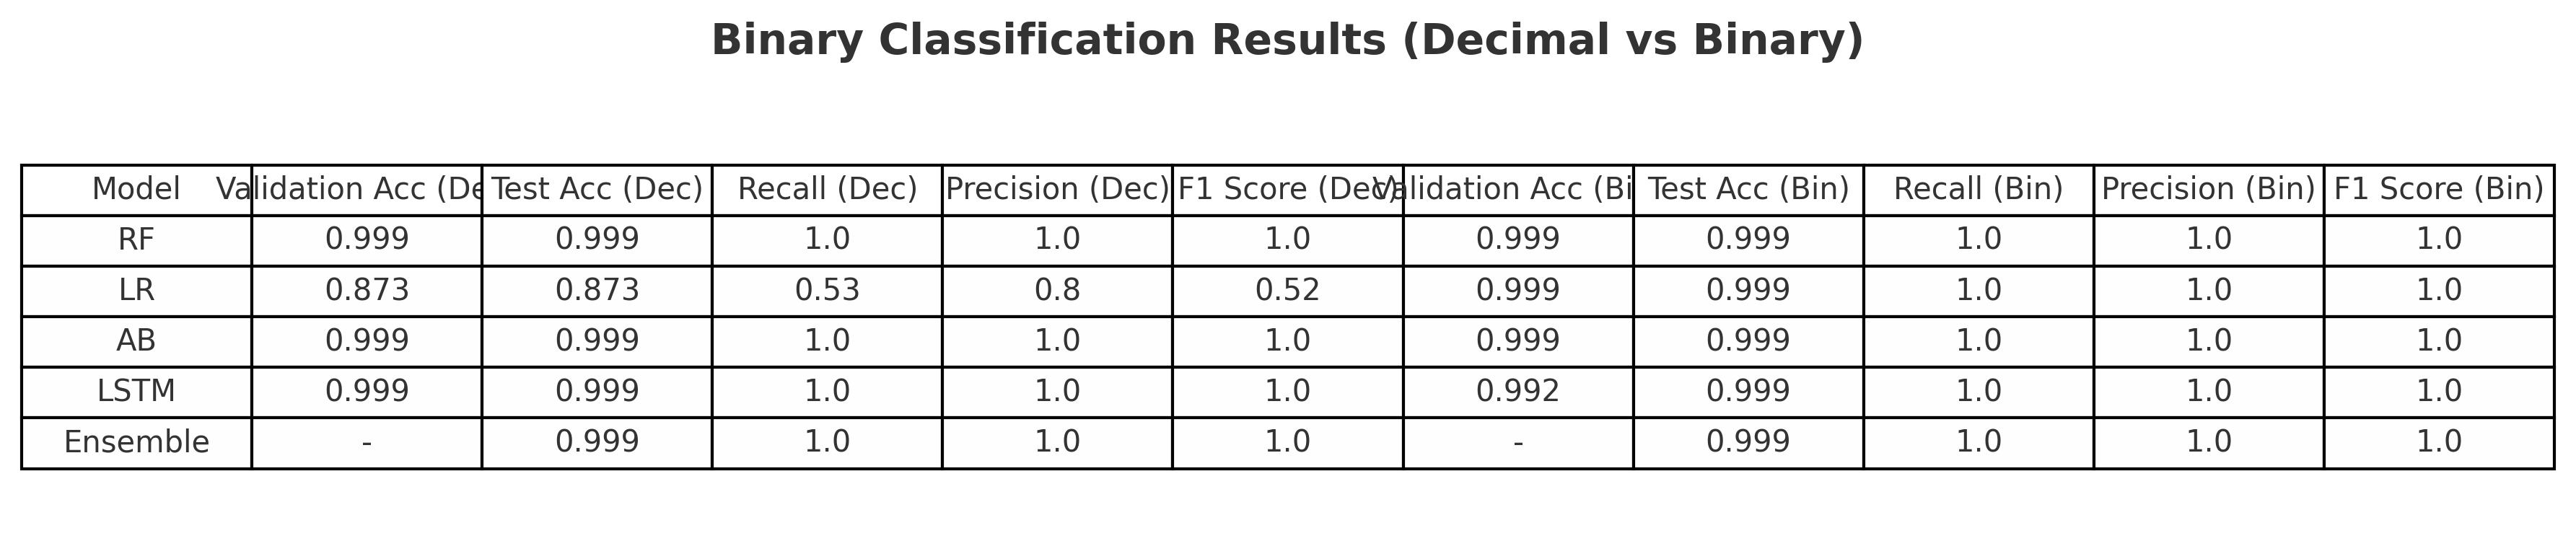 Binary Classification Results (Decimal vs Binary)
Model Validation Acc (De Test Acc (Dec) Recall (Dec) Precision (Dec) F1 Score (Dec) Validation Acc (Bi Test Acc (Bin) Recall (Bin) Precision (Bin) F1 Score (Bin)
RF 0.999 0.999 1.0 1.0 1.0 0.999 0.999 1.0 1.0 1.0
LR 0.873 0.873 0.53 0.8 0.52 0.999 0.999 1.0 1.0 1.0
AB 0.999 0.999 1.0 1.0 1.0 0.999 0.999 1.0 1.0 1.0
LSTM 0.999 0.999 1.0 1.0 1.0 0.992 0.999 1.0 1.0 1.0
Ensemble - 0.999 1.0 1.0 1.0 - 0.999 1.0 1.0 1.0